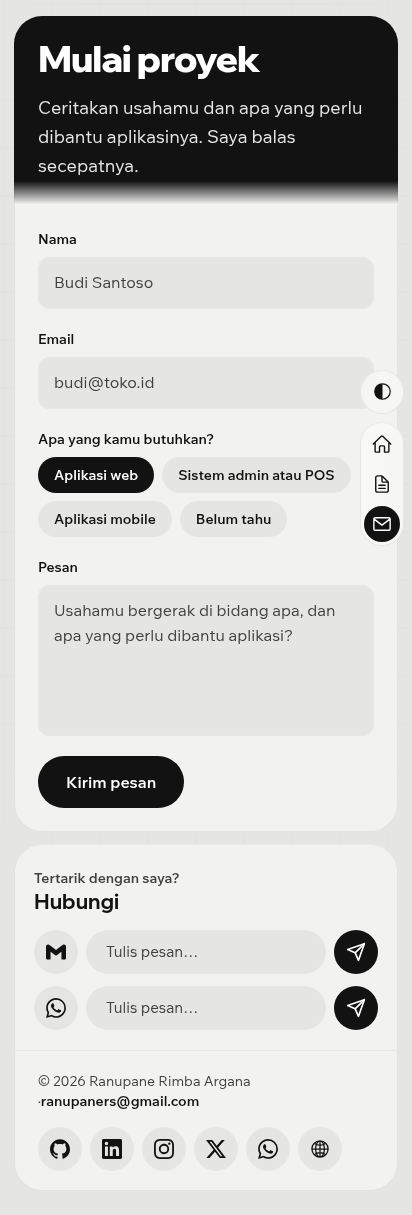 Mulai proyek
Ceritakan usahamu dan apa yang perlu
dibantu aplikasinya. Saya balas
secepatnya.
Nama
Budi Santoso
Email
budi@toko.id
Apa yang kamu butuhkan?
Aplikasi web
Sistem admin atau POS
Aplikasi mobile
Belum tahu
Pesan
Usahamu bergerak di bidang apa, dan
apa yang perlu dibantu aplikasi?
Kirim pesan
Tertarik dengan saya?
Hubungi
Tulis pesan…
Tulis pesan…
© 2026 Ranupane Rimba Argana
·ranupaners@gmail.com